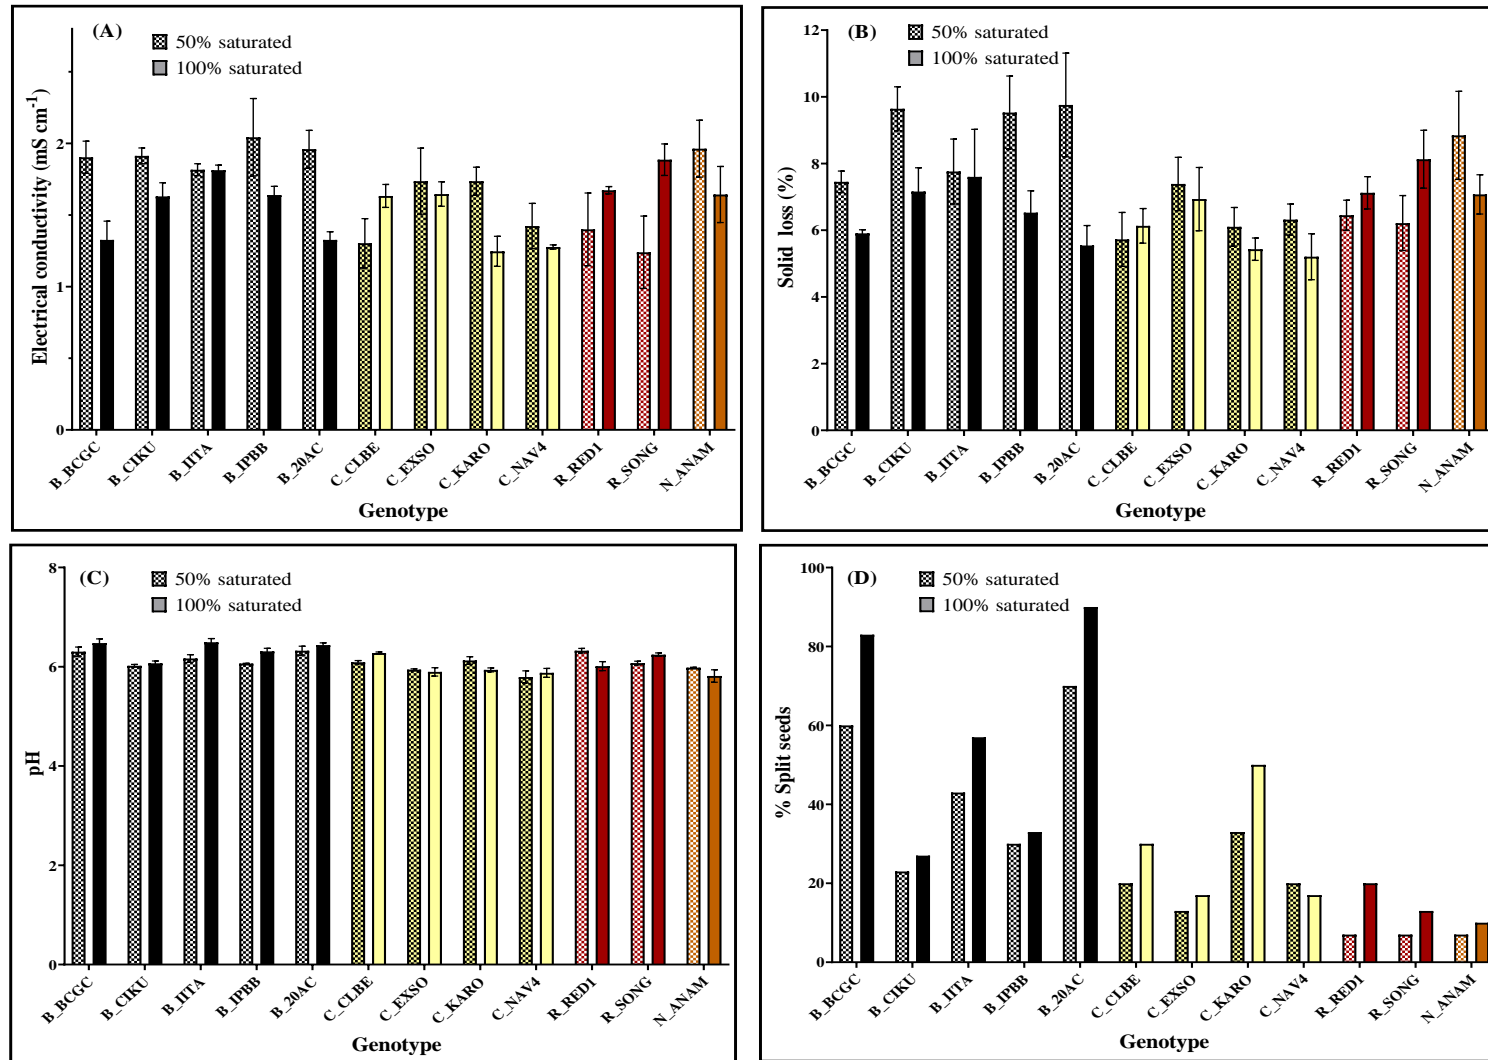 (A)
50% saturated
100% saturated
Electrical conductivity (mS cm⁻¹)
2
1
0
B_BCGC
B_CIKU
B_IITA
B_IPBB
B_20AC
C_CLBE
C_EXSO
C_KARO
C_NAV4
R_RED1
R_SONG
N_ANAM
Genotype
(B)
50% saturated
100% saturated
Solid loss (%)
12
10
8
6
4
2
0
B_BCGC
B_CIKU
B_IITA
B_IPBB
B_20AC
C_CLBE
C_EXSO
C_KARO
C_NAV4
R_RED1
R_SONG
N_ANAM
Genotype
(C)
50% saturated
100% saturated
pH
8
6
4
2
0
B_BCGC
B_CIKU
B_IITA
B_IPBB
B_20AC
C_CLBE
C_EXSO
C_KARO
C_NAV4
R_RED1
R_SONG
N_ANAM
Genotype
(D)
50% saturated
100% saturated
% Split seeds
100
80
60
40
20
0
B_BCGC
B_CIKU
B_IITA
B_IPBB
B_20AC
C_CLBE
C_EXSO
C_KARO
C_NAV4
R_RED1
R_SONG
N_ANAM
Genotype